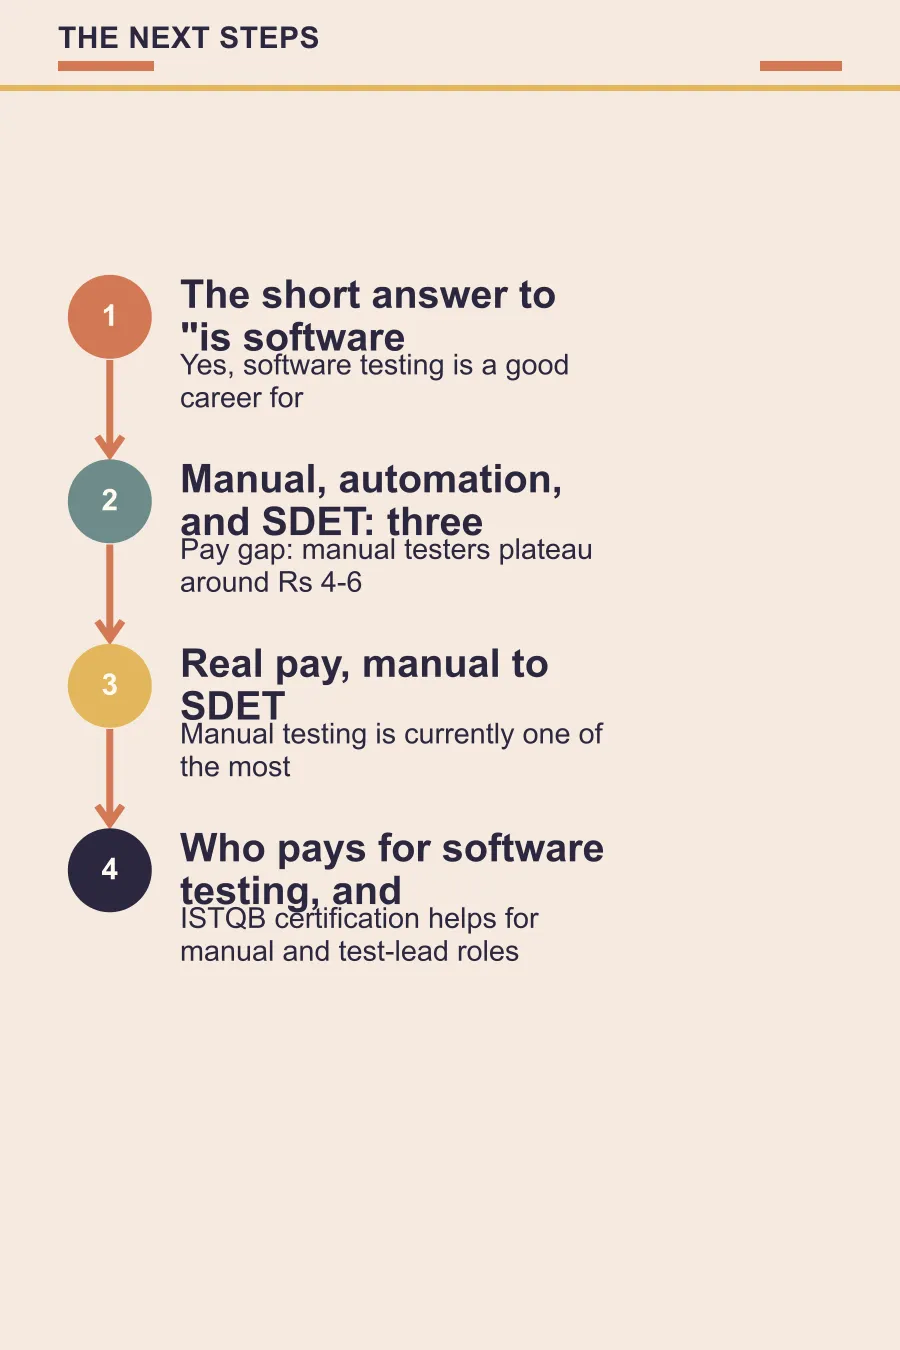 THE NEXT STEPS
1
The short answer to
"is software
Yes, software testing is a good
career for
2
Manual, automation,
and SDET: three
Pay gap: manual testers plateau
around Rs 4-6
3
Real pay, manual to
SDET
Manual testing is currently one of
the most
4
Who pays for software
testing, and
ISTQB certification helps for
manual and test-lead roles